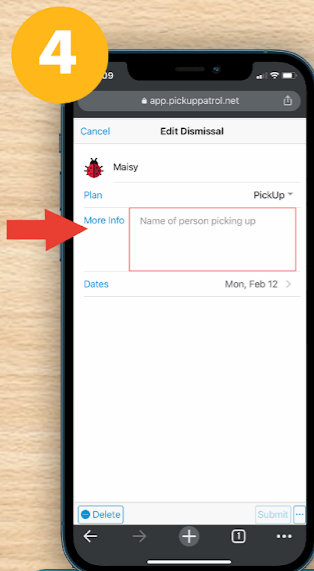 4
09
app.pickuppatrol.net
Cancel Edit Dismissal
Maisy
Plan PickUp
More Info Name of person picking up
Dates Mon, Feb 12 >
Delete Submit ...
1 ...